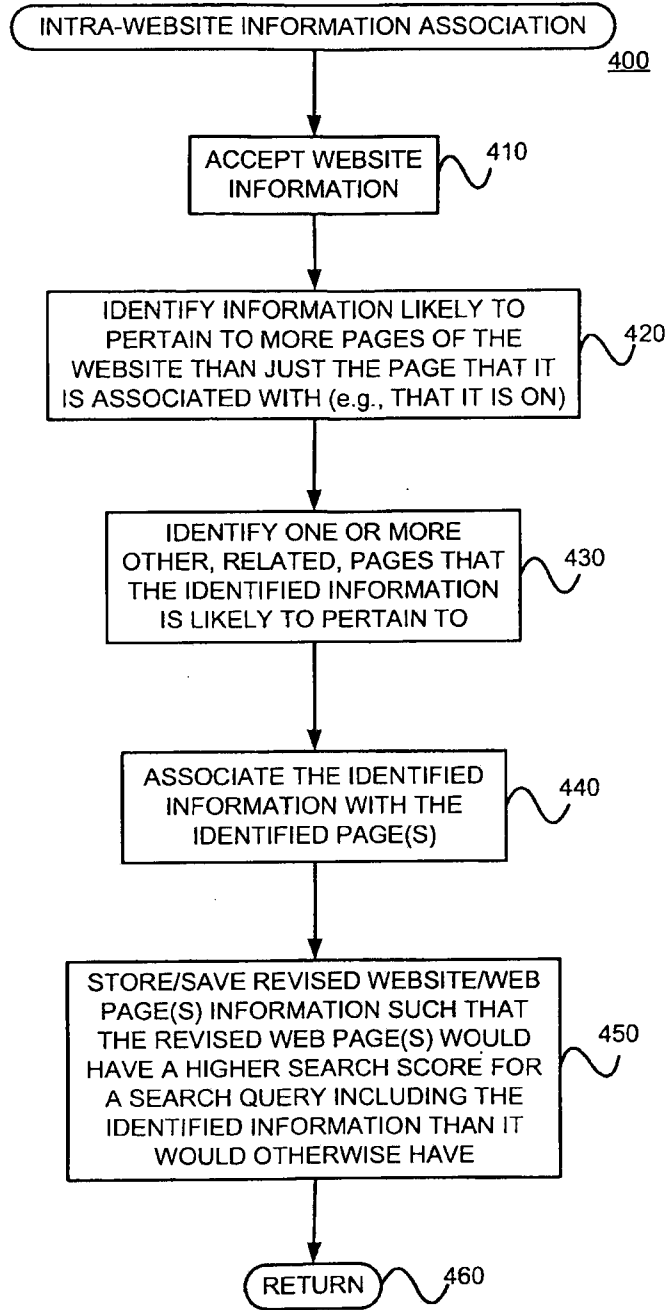 INTRA-WEBSITE INFORMATION ASSOCIATION
400
ACCEPT WEBSITE
INFORMATION
410
IDENTIFY INFORMATION LIKELY TO
PERTAIN TO MORE PAGES OF THE
WEBSITE THAN JUST THE PAGE THAT IT
IS ASSOCIATED WITH (e.g., THAT IT IS ON)
420
IDENTIFY ONE OR MORE
OTHER, RELATED, PAGES THAT
THE IDENTIFIED INFORMATION
IS LIKELY TO PERTAIN TO
430
ASSOCIATE THE IDENTIFIED
INFORMATION WITH THE
IDENTIFIED PAGE(S)
440
STORE/SAVE REVISED WEBSITE/WEB
PAGE(S) INFORMATION SUCH THAT
THE REVISED WEB PAGE(S) WOULD
HAVE A HIGHER SEARCH SCORE FOR
A SEARCH QUERY INCLUDING THE
IDENTIFIED INFORMATION THAN IT
WOULD OTHERWISE HAVE
450
RETURN
460